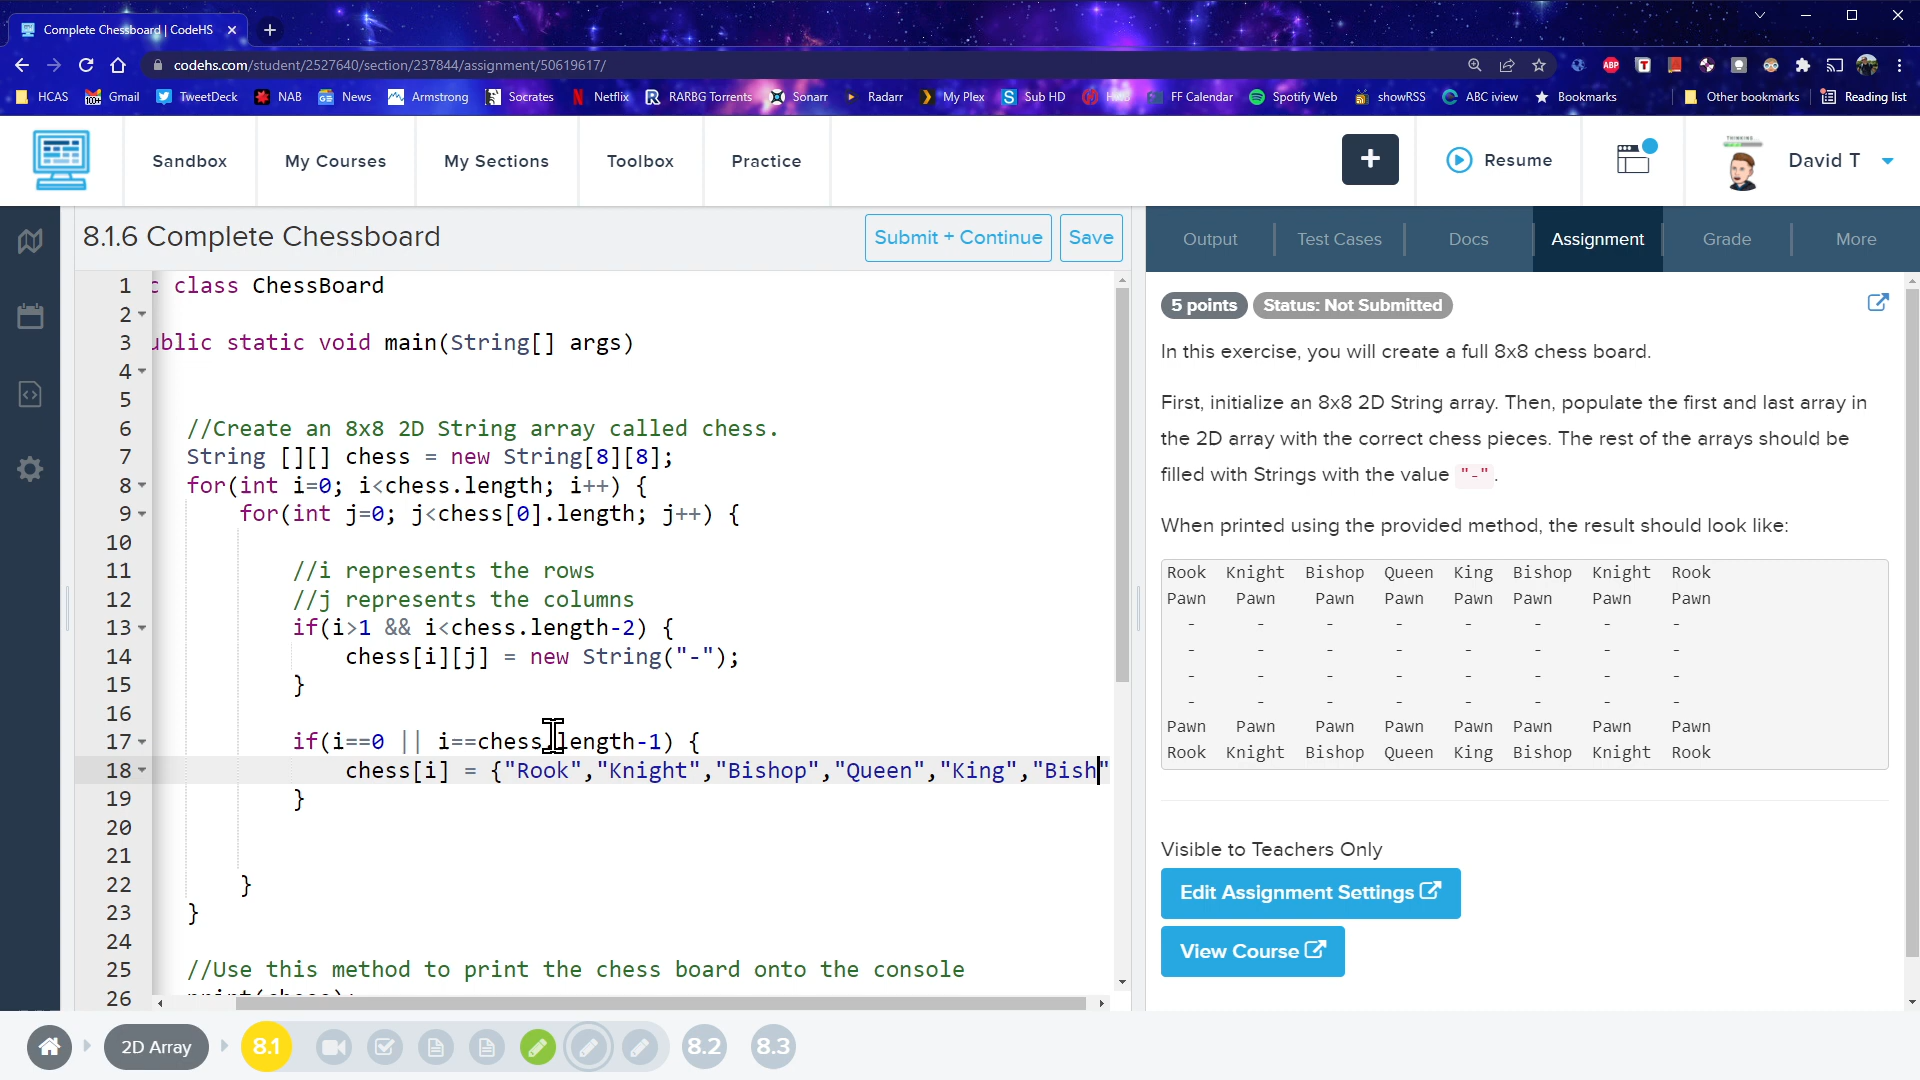 Complete Chessboard | CodeHS
codehs.com/student/2527640/section/237844/assignment/50619617/
HCAS Gmail TweetDeck NAB News Armstrong Socrates Netflix RARBG Torrents Sonarr Radarr My Plex Sub HD FF Calendar Spotify Web showRSS ABC iview Bookmarks Other bookmarks Reading list
Sandbox My Courses My Sections Toolbox Practice + Resume David T
8.1.6 Complete Chessboard Submit + Continue Save
Output Test Cases Docs Assignment Grade More
1 c class ChessBoard
2
3 ublic static void main(String[] args)
4
5
6 //Create an 8x8 2D String array called chess.
7 String [][] chess = new String[8][8];
8 for(int i=0; i<chess.length; i++) {
9 for(int j=0; j<chess[0].length; j++) {
10
11 //i represents the rows
12 //j represents the columns
13 if(i>1 && i<chess.length-2) {
14 chess[i][j] = new String("-");
15 }
16
17 if(i==0 || i==chess.length-1) {
18 chess[i] = {"Rook","Knight","Bishop","Queen","King","Bish"
19 }
20
21
22 }
23 }
24
25 //Use this method to print the chess board onto the console
26 print(chess);
5 points Status: Not Submitted
In this exercise, you will create a full 8x8 chess board.
First, initialize an 8x8 2D String array. Then, populate the first and last array in
the 2D array with the correct chess pieces. The rest of the arrays should be
filled with Strings with the value "-".
When printed using the provided method, the result should look like:
Rook Knight Bishop Queen King Bishop Knight Rook
Pawn Pawn Pawn Pawn Pawn Pawn Pawn Pawn
- - - - - - - -
- - - - - - - -
- - - - - - - -
- - - - - - - -
Pawn Pawn Pawn Pawn Pawn Pawn Pawn Pawn
Rook Knight Bishop Queen King Bishop Knight Rook
Visible to Teachers Only
Edit Assignment Settings
View Course
2D Array 8.1 8.2 8.3